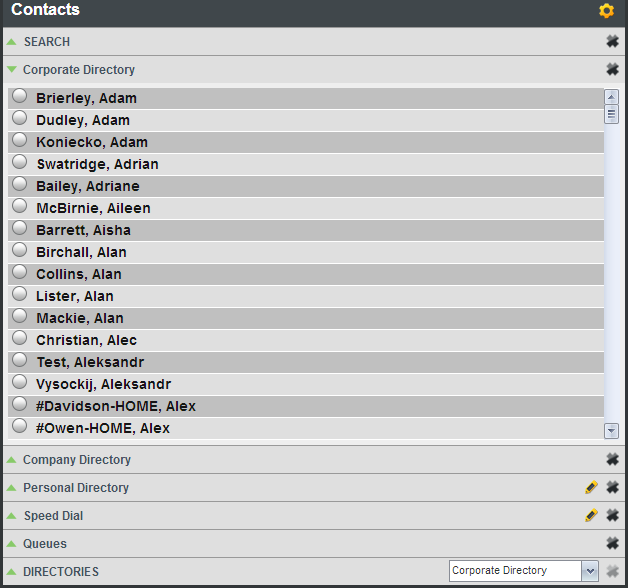 Contacts
SEARCH
Corporate Directory
Brierley, Adam
Dudley, Adam
Koniecko, Adam
Swatridge, Adrian
Bailey, Adriane
McBirnie, Aileen
Barrett, Aisha
Birchall, Alan
Collins, Alan
Lister, Alan
Mackie, Alan
Christian, Alec
Test, Aleksandr
Vysockij, Aleksandr
#Davidson-HOME, Alex
#Owen-HOME, Alex
Company Directory
Personal Directory
Speed Dial
Queues
DIRECTORIES Corporate Directory